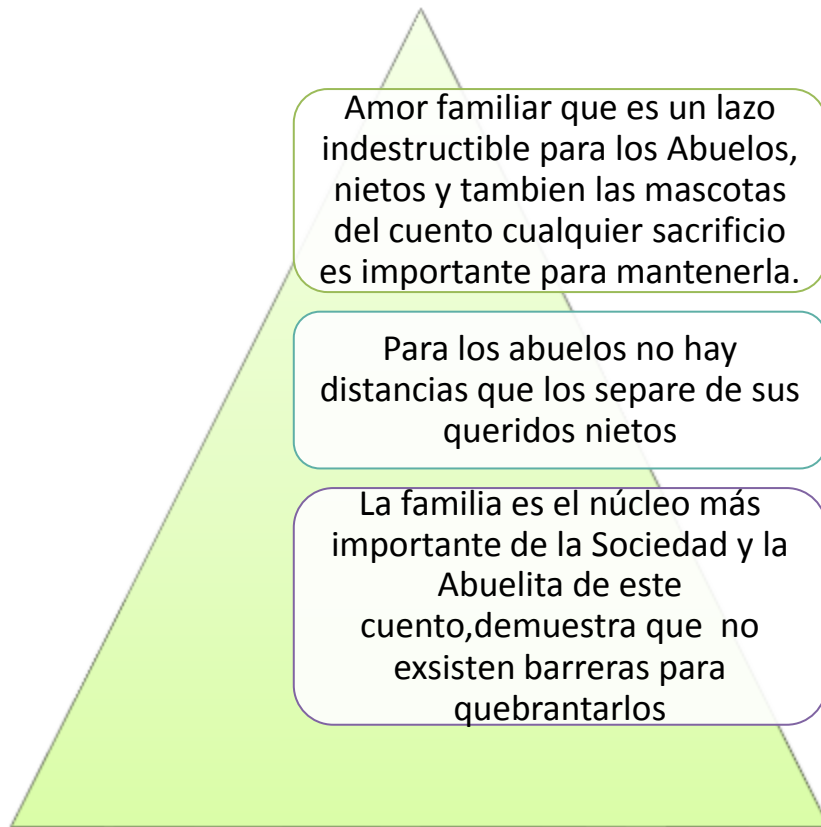 Amor familiar que es un lazo
indestructible para los Abuelos,
nietos y tambien las mascotas
del cuento cualquier sacrificio
es importante para mantenerla.
Para los abuelos no hay
distancias que los separe de sus
queridos nietos
La familia es el núcleo más
importante de la Sociedad y la
Abuelita de este
cuento,demuestra que  no
exsisten barreras para
quebrantarlos